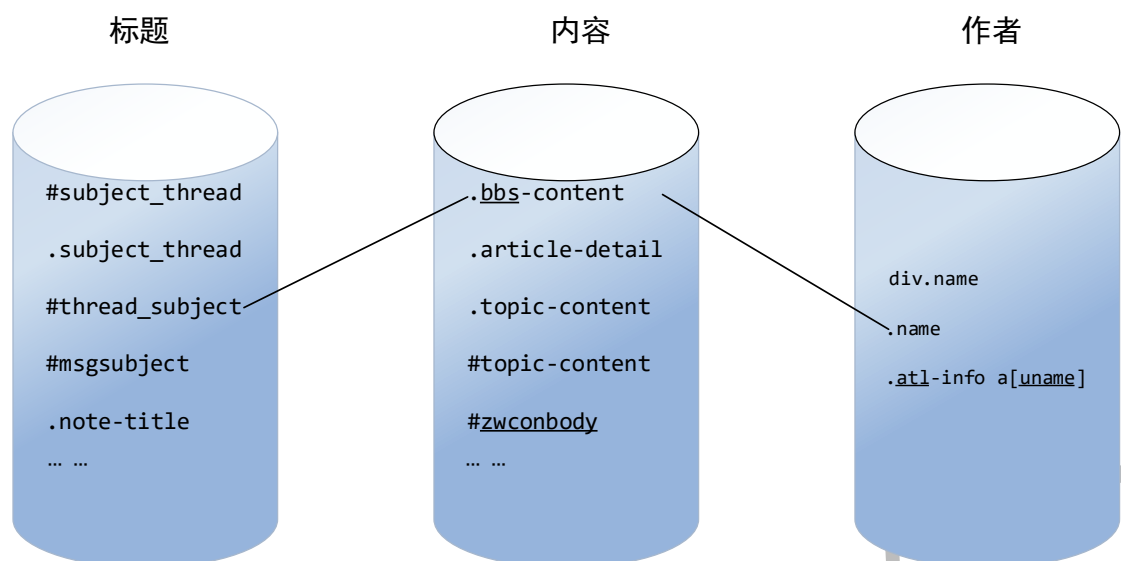 标题
内容
作者
#subject_thread
.subject_thread
#thread_subject
#msgsubject
.note-title
… …
.bbs-content
.article-detail
.topic-content
#topic-content
#zwconbody
… …
div.name
.name
.atl-info a[uname]